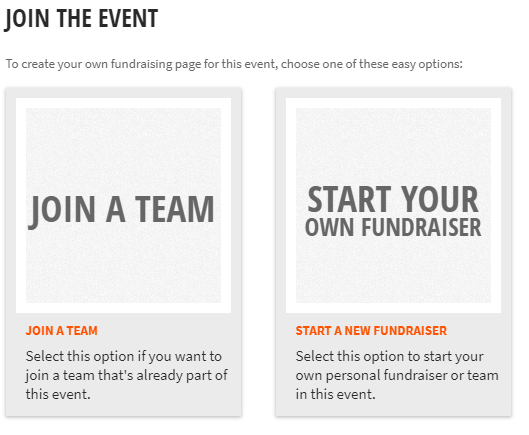 JOIN THE EVENT
To create your own fundraising page for this event, choose one of these easy options:
JOIN A TEAM
JOIN A TEAM
Select this option if you want to
join a team that's already part of
this event.
START YOUR
OWN FUNDRAISER
START A NEW FUNDRAISER
Select this option to start your
own personal fundraiser or team
in this event.